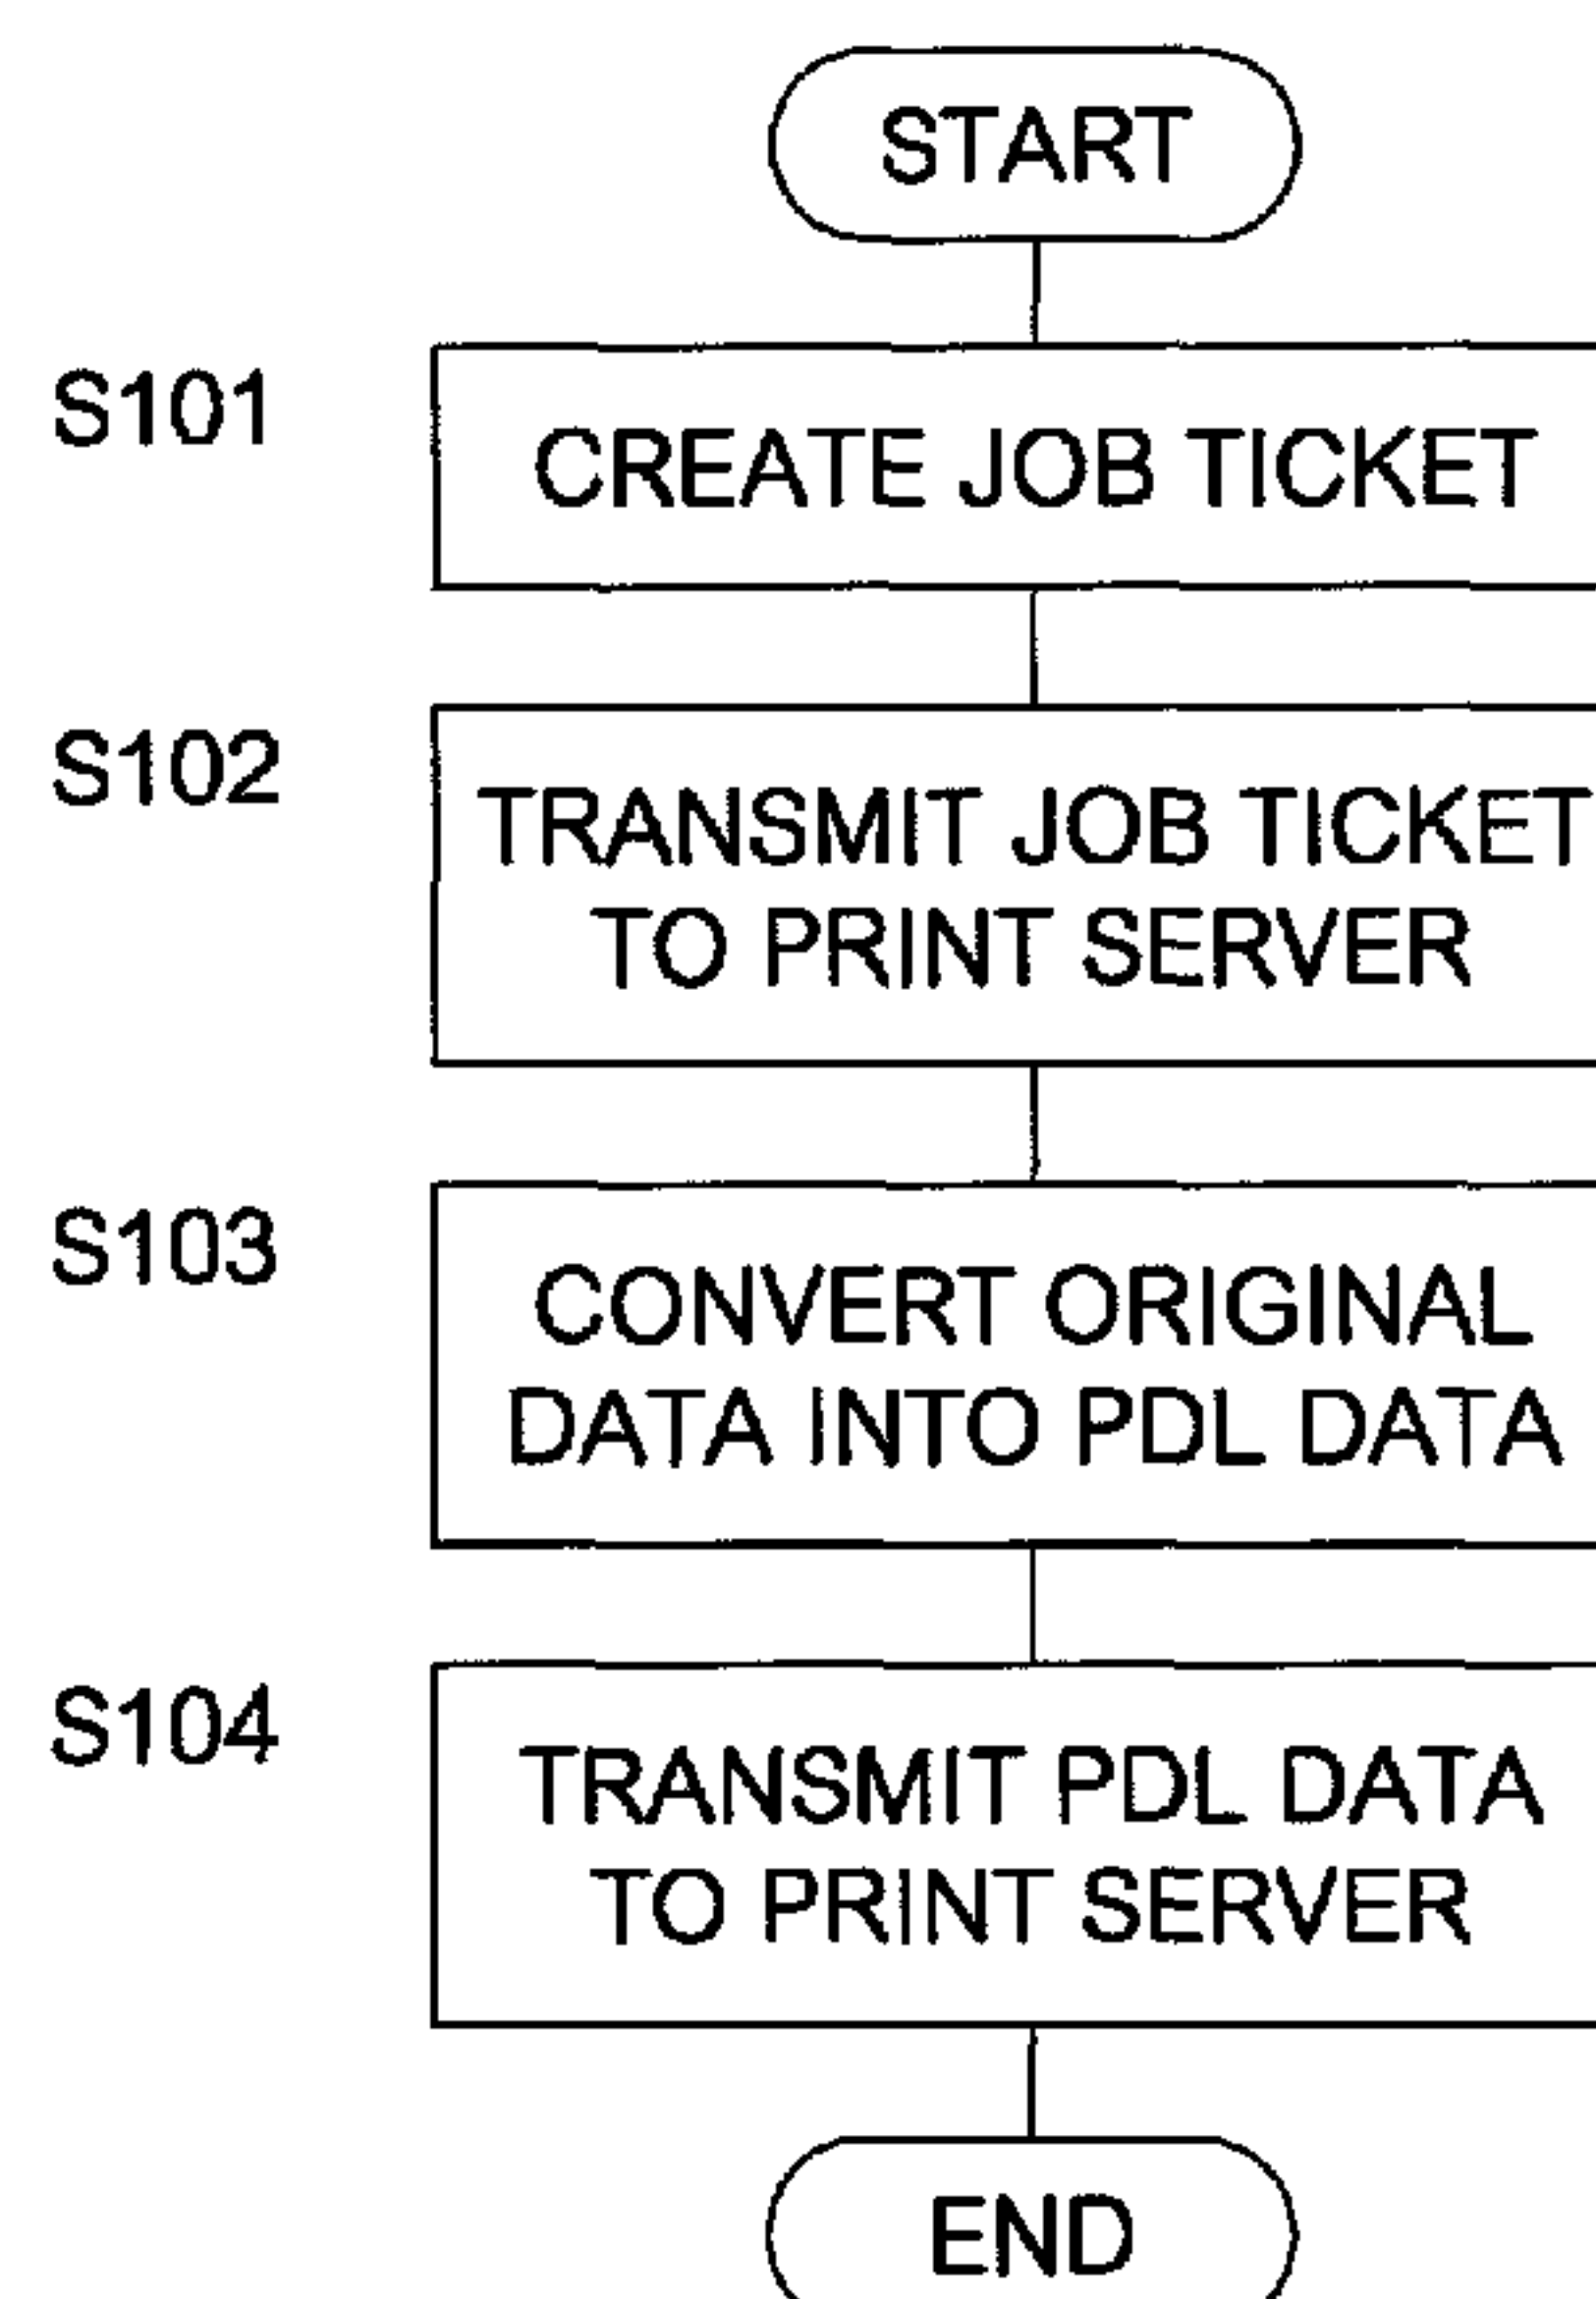 START
S101
CREATE JOB TICKET
S102
TRANSMIT JOB TICKET
TO PRINT SERVER
S103
CONVERT ORIGINAL
DATA INTO PDL DATA
S104
TRANSMIT PDL DATA
TO PRINT SERVER
END